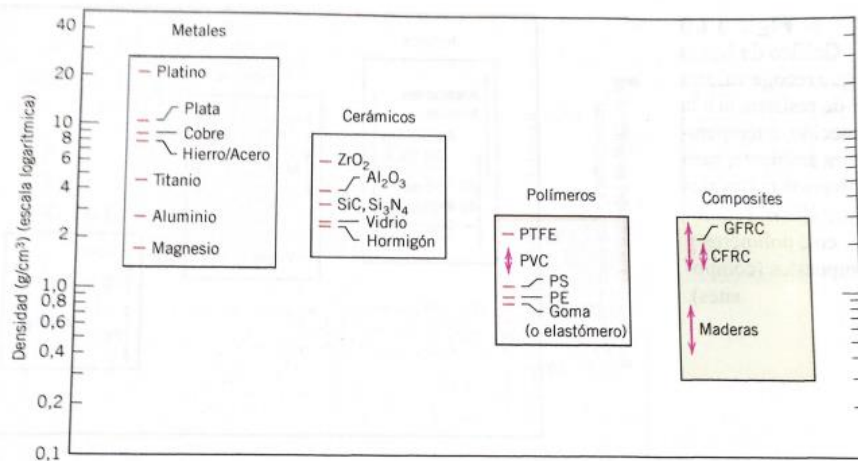 Densidad (g/cm³) (escala logarítmica)
40
20
10
8
6
4
2
1,0
0,8
0,6
0,4
0,2
0,1
Metales
Platino
Plata
Cobre
Hierro/Acero
Titanio
Aluminio
Magnesio
Cerámicos
ZrO₂
Al₂O₃
SiC, Si₃N₄
Vidrio
Hormigón
Polímeros
PTFE
PVC
PS
PE
Goma
(o elastómero)
Composites
GFRC
CFRC
Maderas